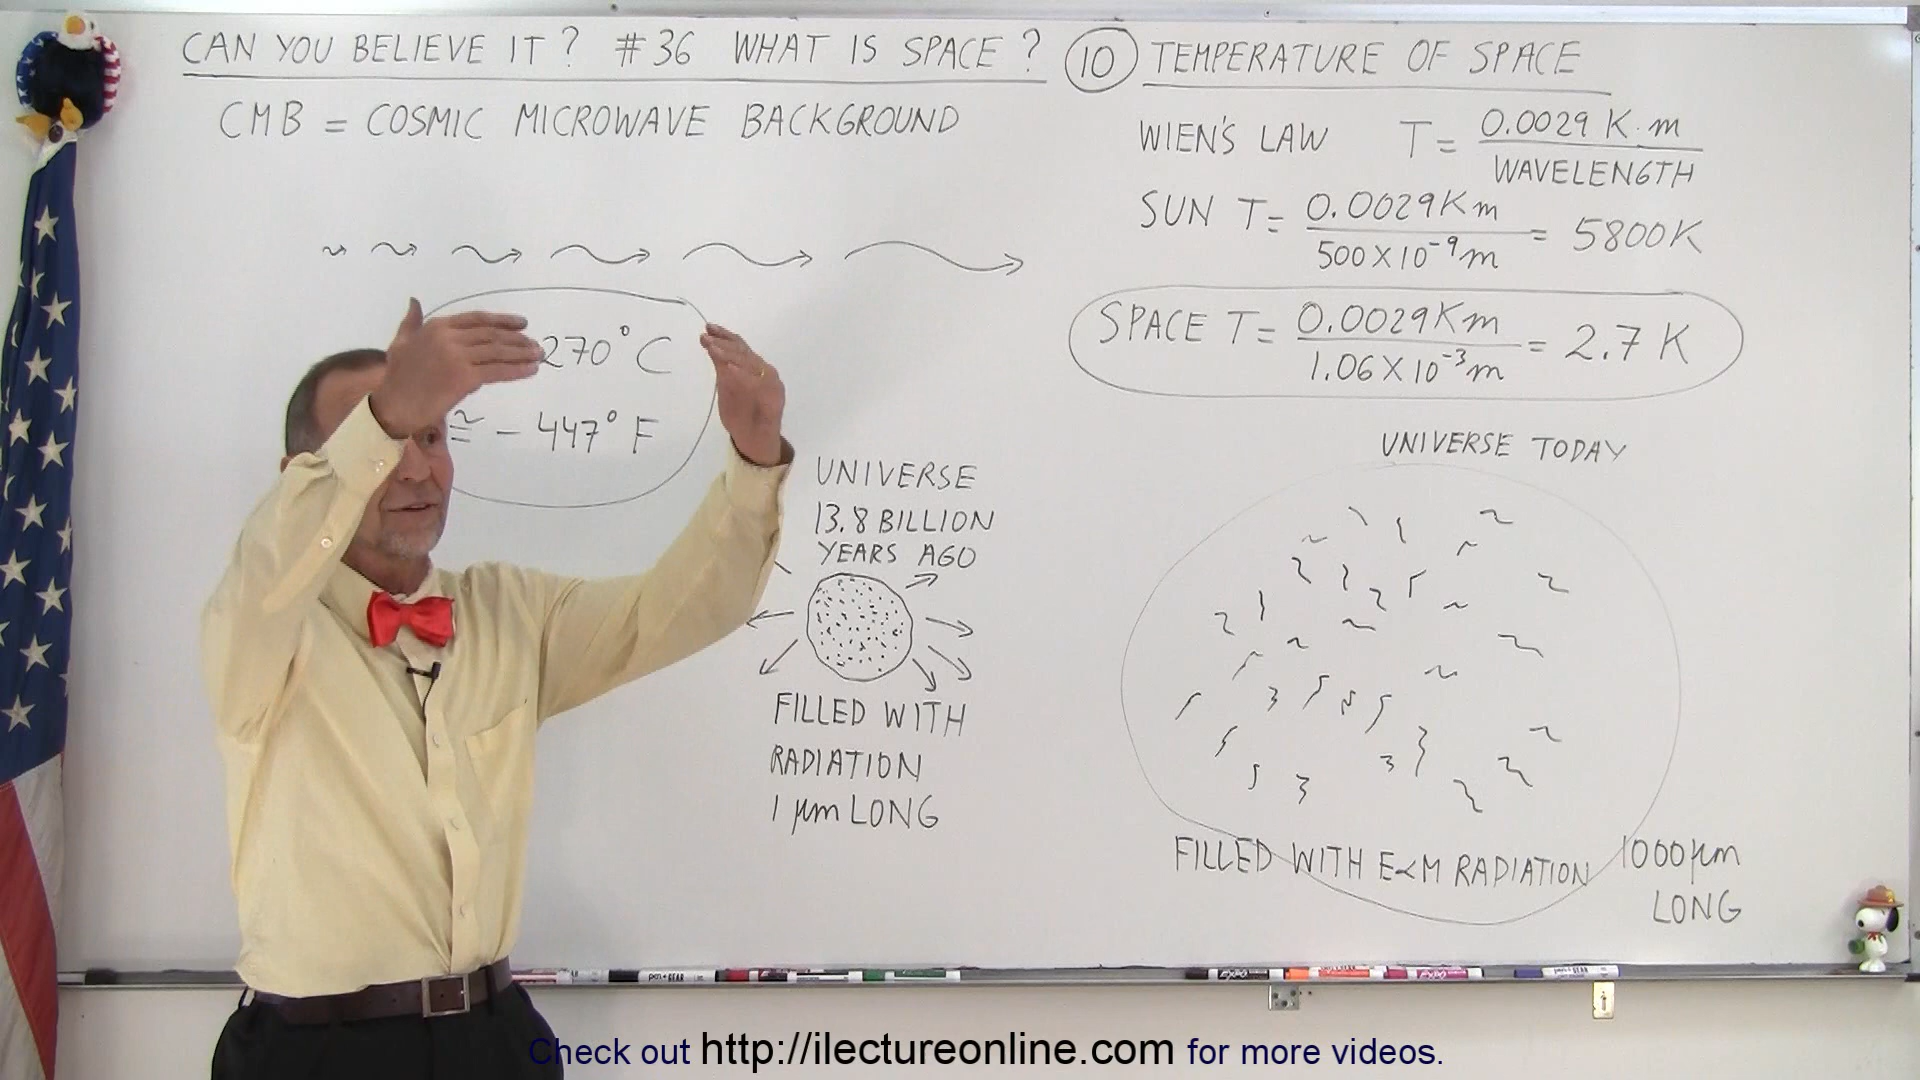 CAN YOU BELIEVE IT? #36 WHAT IS SPACE? 10 TEMPERATURE OF SPACE
CMB = COSMIC MICROWAVE BACKGROUND
270° C
≅ - 447° F
UNIVERSE
13.8 BILLION
YEARS AGO
FILLED WITH
RADIATION
1 μm LONG
WIEN'S LAW T = 0.0029 K·m / WAVELENGTH
SUN T = 0.0029 K m / 500 X 10⁻⁹ m = 5800 K
SPACE T = 0.0029 K m / 1.06 X 10⁻³ m = 2.7 K
UNIVERSE TODAY
FILLED WITH E&M RADIATION 1000 μm
LONG
Check out http://ilectureonline.com for more videos.